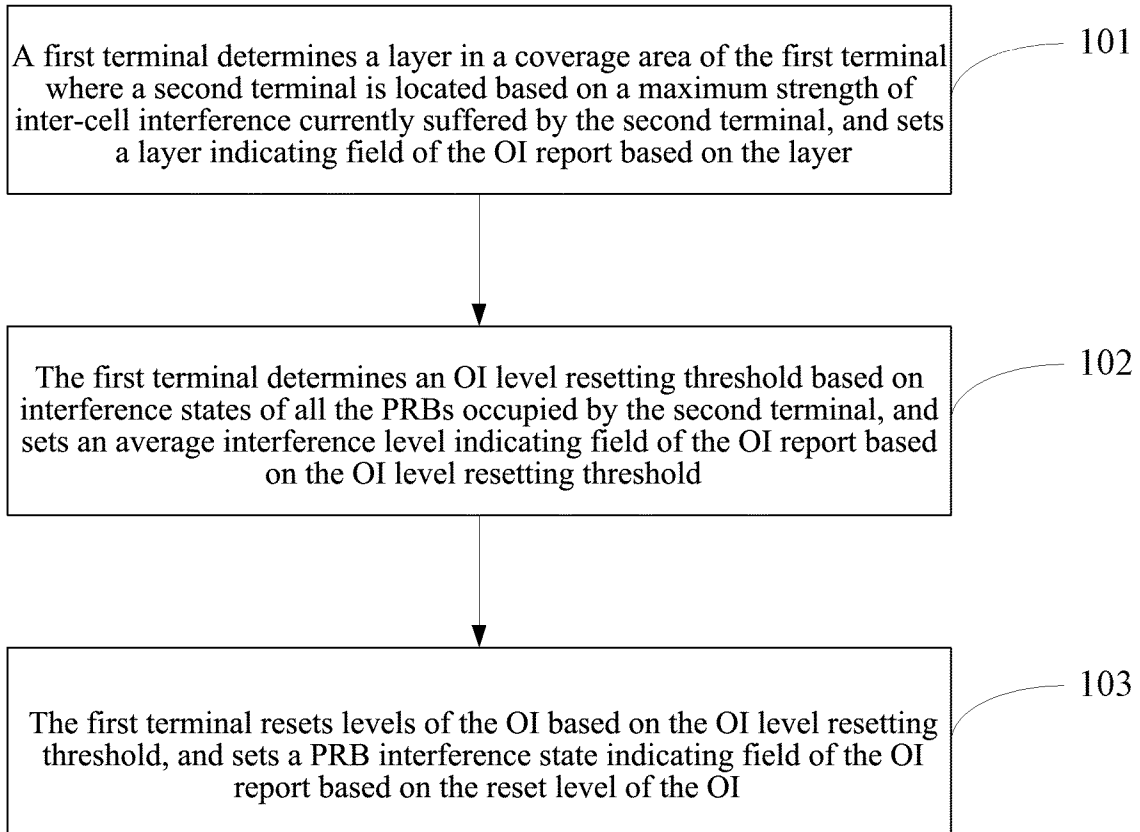 A first terminal determines a layer in a coverage area of the first terminal
where a second terminal is located based on a maximum strength of
inter-cell interference currently suffered by the second terminal, and sets
a layer indicating field of the OI report based on the layer
101
The first terminal determines an OI level resetting threshold based on
interference states of all the PRBs occupied by the second terminal, and
sets an average interference level indicating field of the OI report based
on the OI level resetting threshold
102
The first terminal resets levels of the OI based on the OI level resetting
threshold, and sets a PRB interference state indicating field of the OI
report based on the reset level of the OI
103